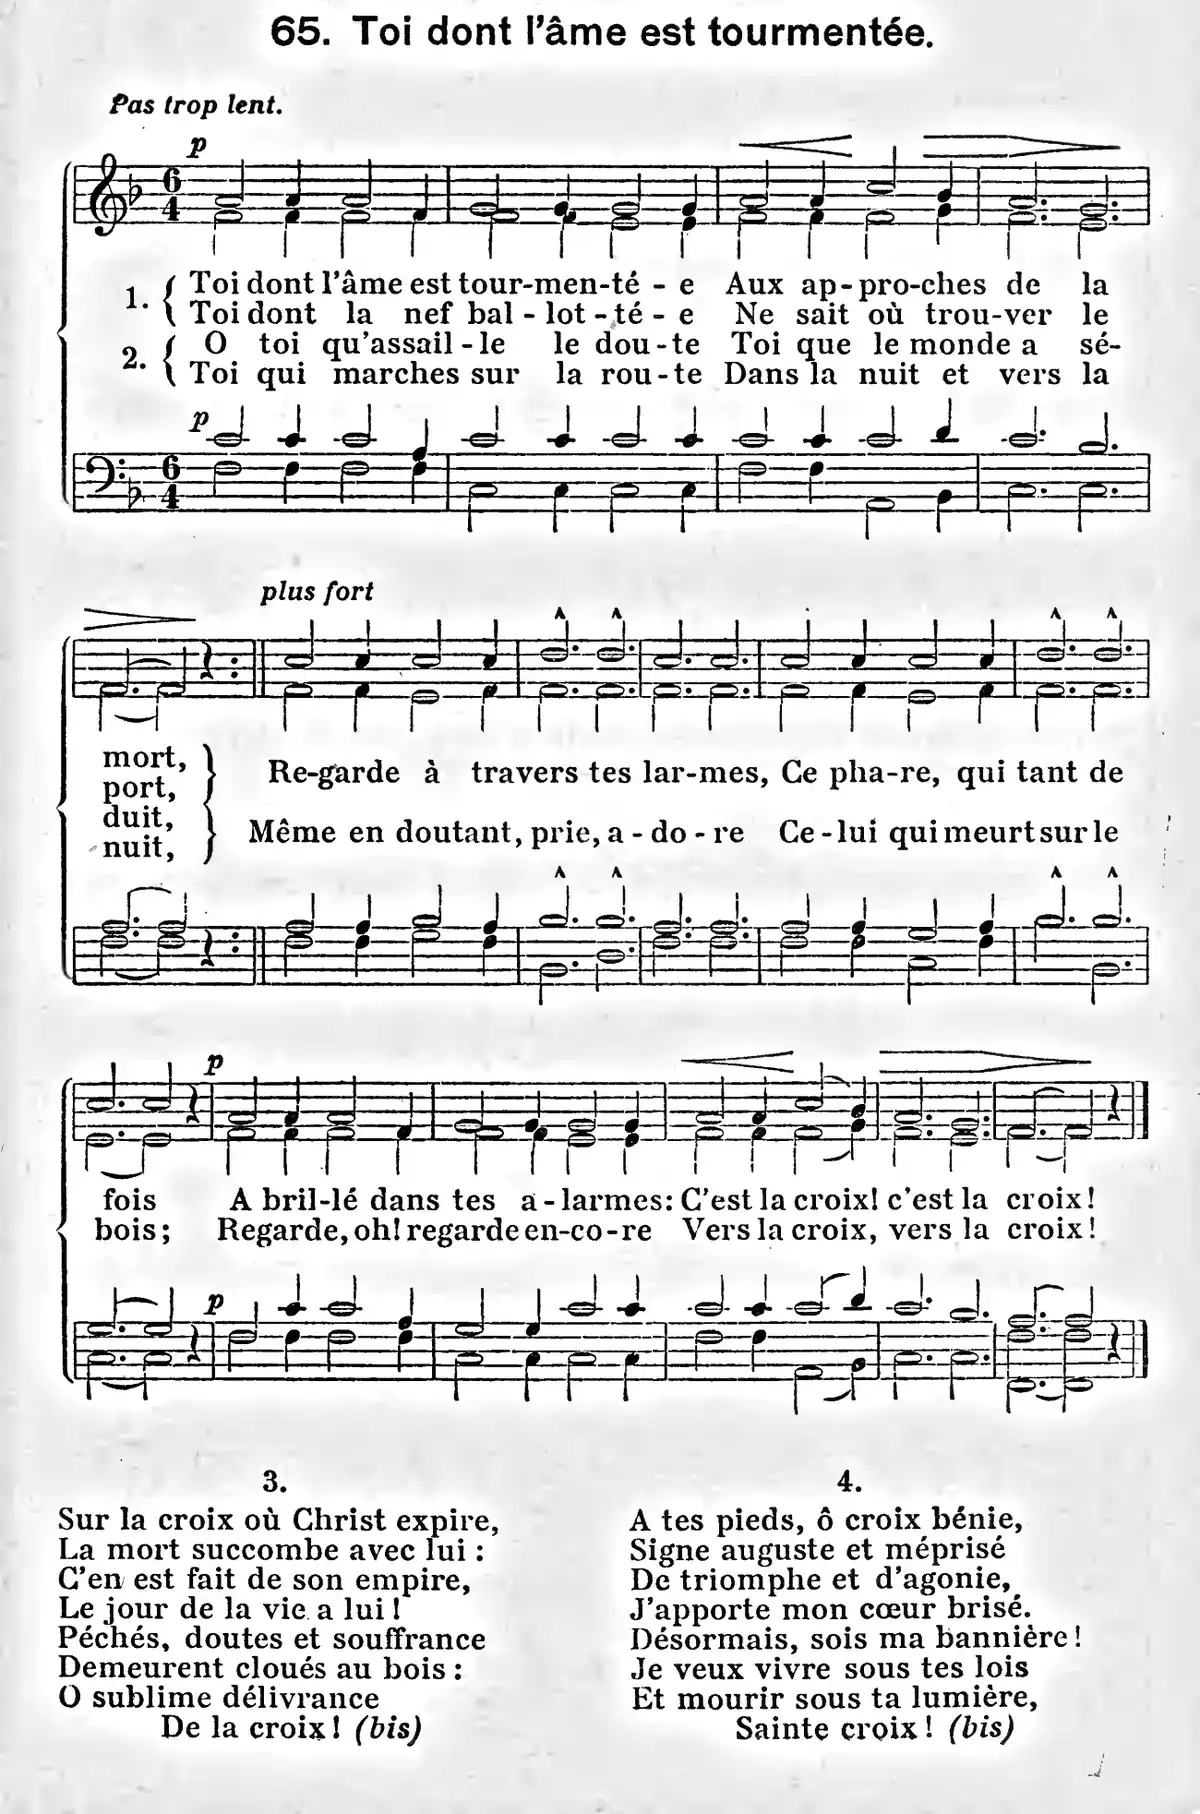 65. Toi dont l'âme est tourmentée.
Pas trop lent.
p
6
4
1. Toi dont l'âme est tour-men-té - e Aux ap-pro-ches de la
Toi dont la nef bal-lot-té - e Ne sait où trou-ver le
2. O toi qu'assail-le le dou-te Toi que le monde a sé-
Toi qui marches sur la rou-te Dans la nuit et vers la
p
6
4
plus fort
mort,
port,
Re-garde à travers tes lar-mes, Ce pha-re, qui tant de
duit,
nuit,
Même en doutant, prie, a - do - re Ce - lui qui meurt sur le
p
fois A bril-lé dans tes a - larmes: C'est la croix! c'est la croix!
bois; Regarde, oh! regarde en-co-re Vers la croix, vers la croix!
p
3.
Sur la croix où Christ expire,
La mort succombe avec lui :
C'en est fait de son empire,
Le jour de la vie a lui !
Péchés, doutes et souffrance
Demeurent cloués au bois :
O sublime délivrance
De la croix ! (bis)
4.
A tes pieds, ô croix bénie,
Signe auguste et méprisé
De triomphe et d'agonie,
J'apporte mon cœur brisé.
Désormais, sois ma bannière !
Je veux vivre sous tes lois
Et mourir sous ta lumière,
Sainte croix ! (bis)